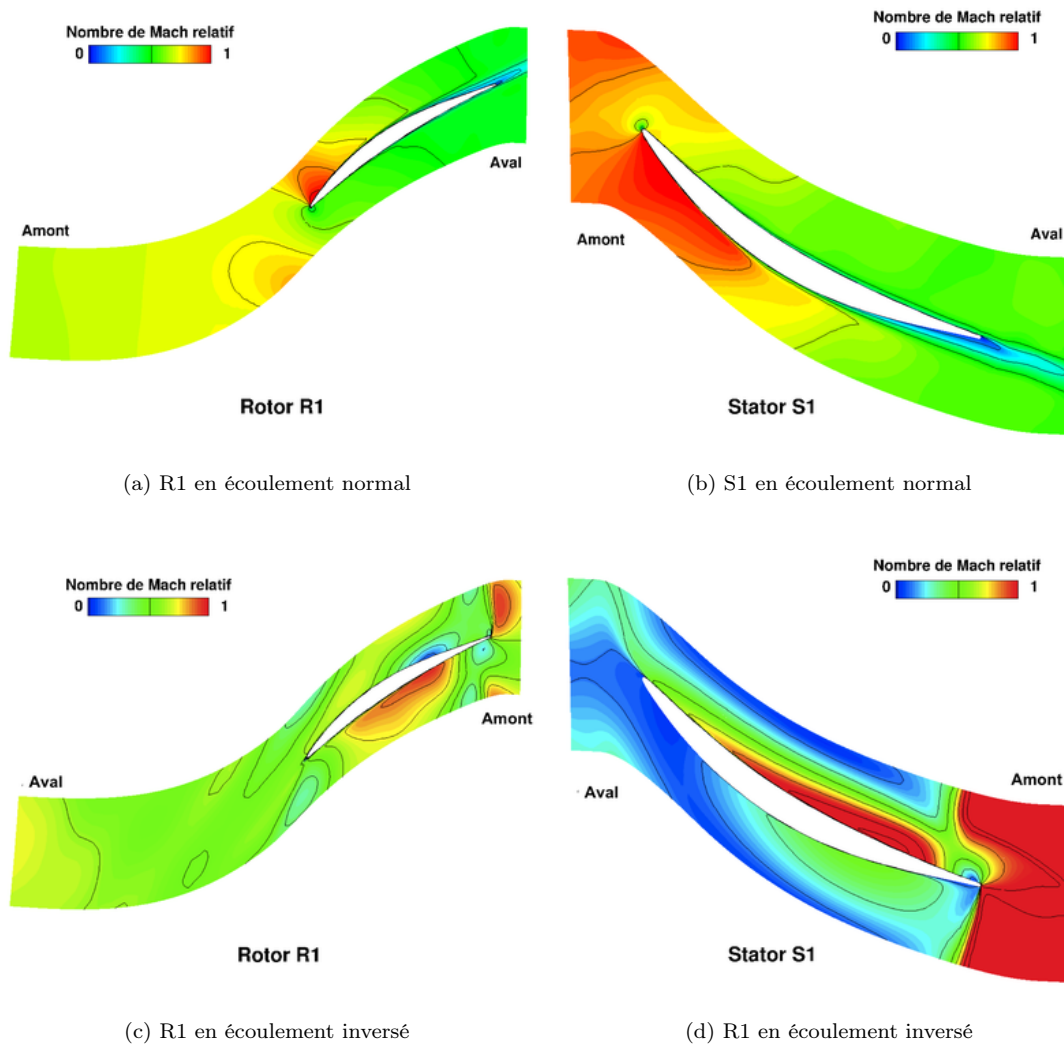 Nombre de Mach relatif
0 1
Amont
Aval
Rotor R1
(a) R1 en écoulement normal
Nombre de Mach relatif
0 1
Amont
Aval
Stator S1
(b) S1 en écoulement normal
Nombre de Mach relatif
0 1
Amont
Aval
Rotor R1
(c) R1 en écoulement inversé
Nombre de Mach relatif
0 1
Amont
Aval
Stator S1
(d) R1 en écoulement inversé